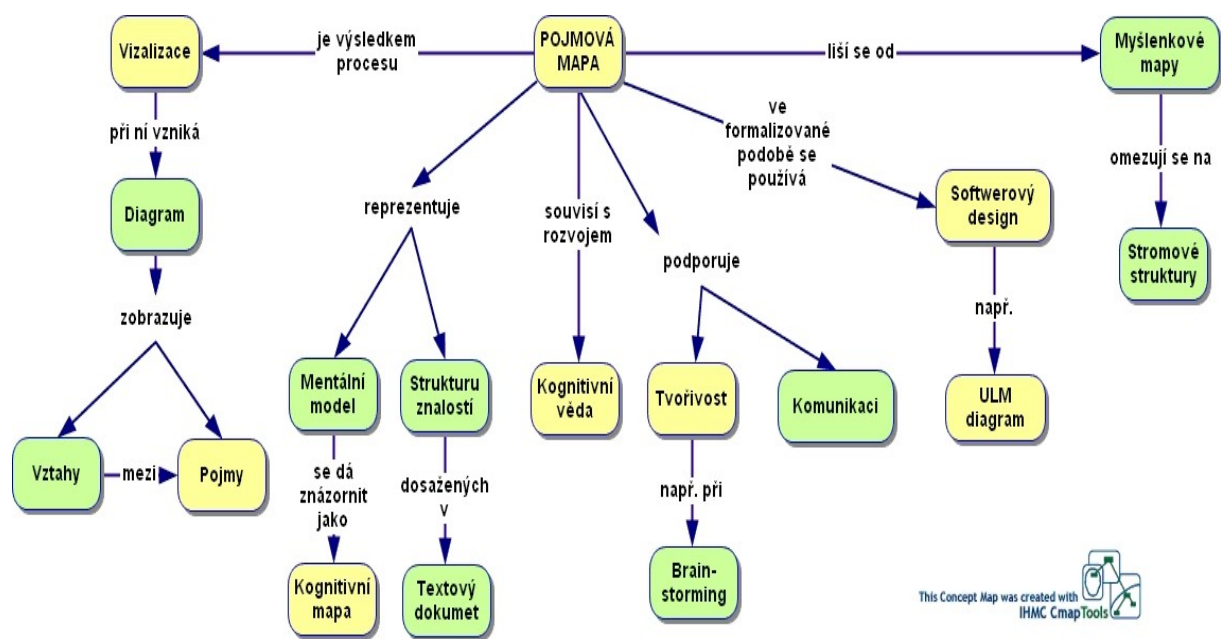 Vizalizace
je výsledkem
procesu
POJMOVÁ
MAPA
liší se od
Myšlenkové
mapy
při ní vzniká
ve
formalizované
podobě se
používá
omezují se na
Diagram
reprezentuje
souvisí s
rozvojem
podporuje
Softwerový
design
Stromové
struktury
zobrazuje
např.
Mentální
model
Strukturu
znalostí
Kognitivní
věda
Tvořivost
Komunikaci
ULM
diagram
Vztahy
mezi
Pojmy
se dá
znázornit
jako
dosažených
v
např. při
Kognitivní
mapa
Textový
dokumet
Brain-
storming
This Concept Map was created with
IHMC CmapTools